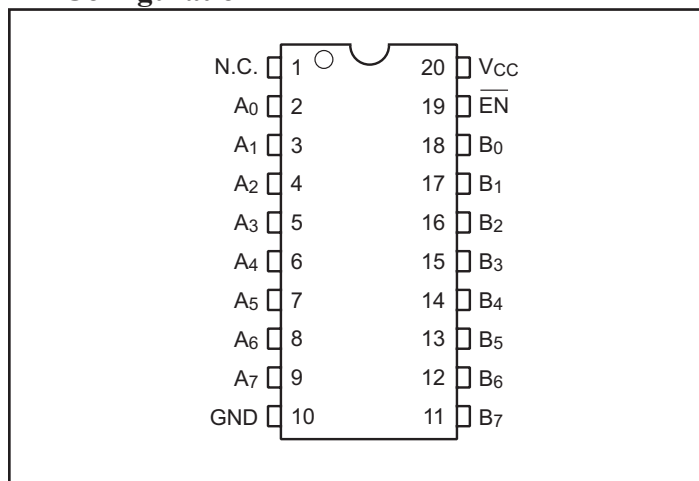 N.C. 1 20 VCC
A0 2 19 E̅N̅
A1 3 18 B0
A2 4 17 B1
A3 5 16 B2
A4 6 15 B3
A5 7 14 B4
A6 8 13 B5
A7 9 12 B6
GND 10 11 B7